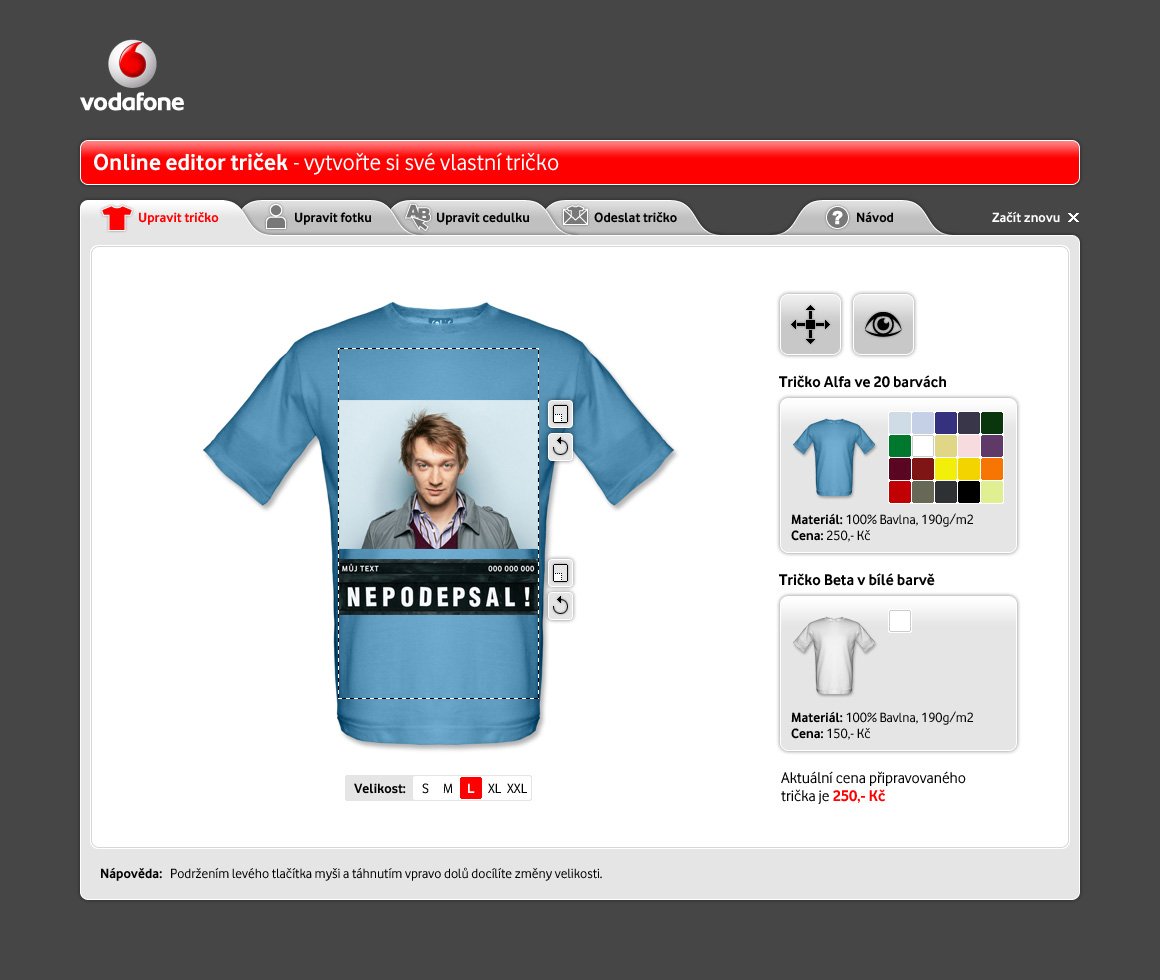 vodafone
Online editor triček - vytvořte si své vlastní tričko
Upravit tričko
Upravit fotku
AB
Upravit cedulku
Odeslat tričko
?
Návod
Začít znovu
Tričko Alfa ve 20 barvách
MŮJ TEXT 000 000 000
NEPODEPSAL!
Materiál: 100% Bavlna, 190g/m2
Cena: 250,- Kč
Tričko Beta v bílé barvě
Materiál: 100% Bavlna, 190g/m2
Cena: 150,- Kč
Velikost: S M L XL XXL
Aktuální cena připravovaného
trička je 250,- Kč
Nápověda: Podržením levého tlačítka myši a táhnutím vpravo dolů docílíte změny velikosti.